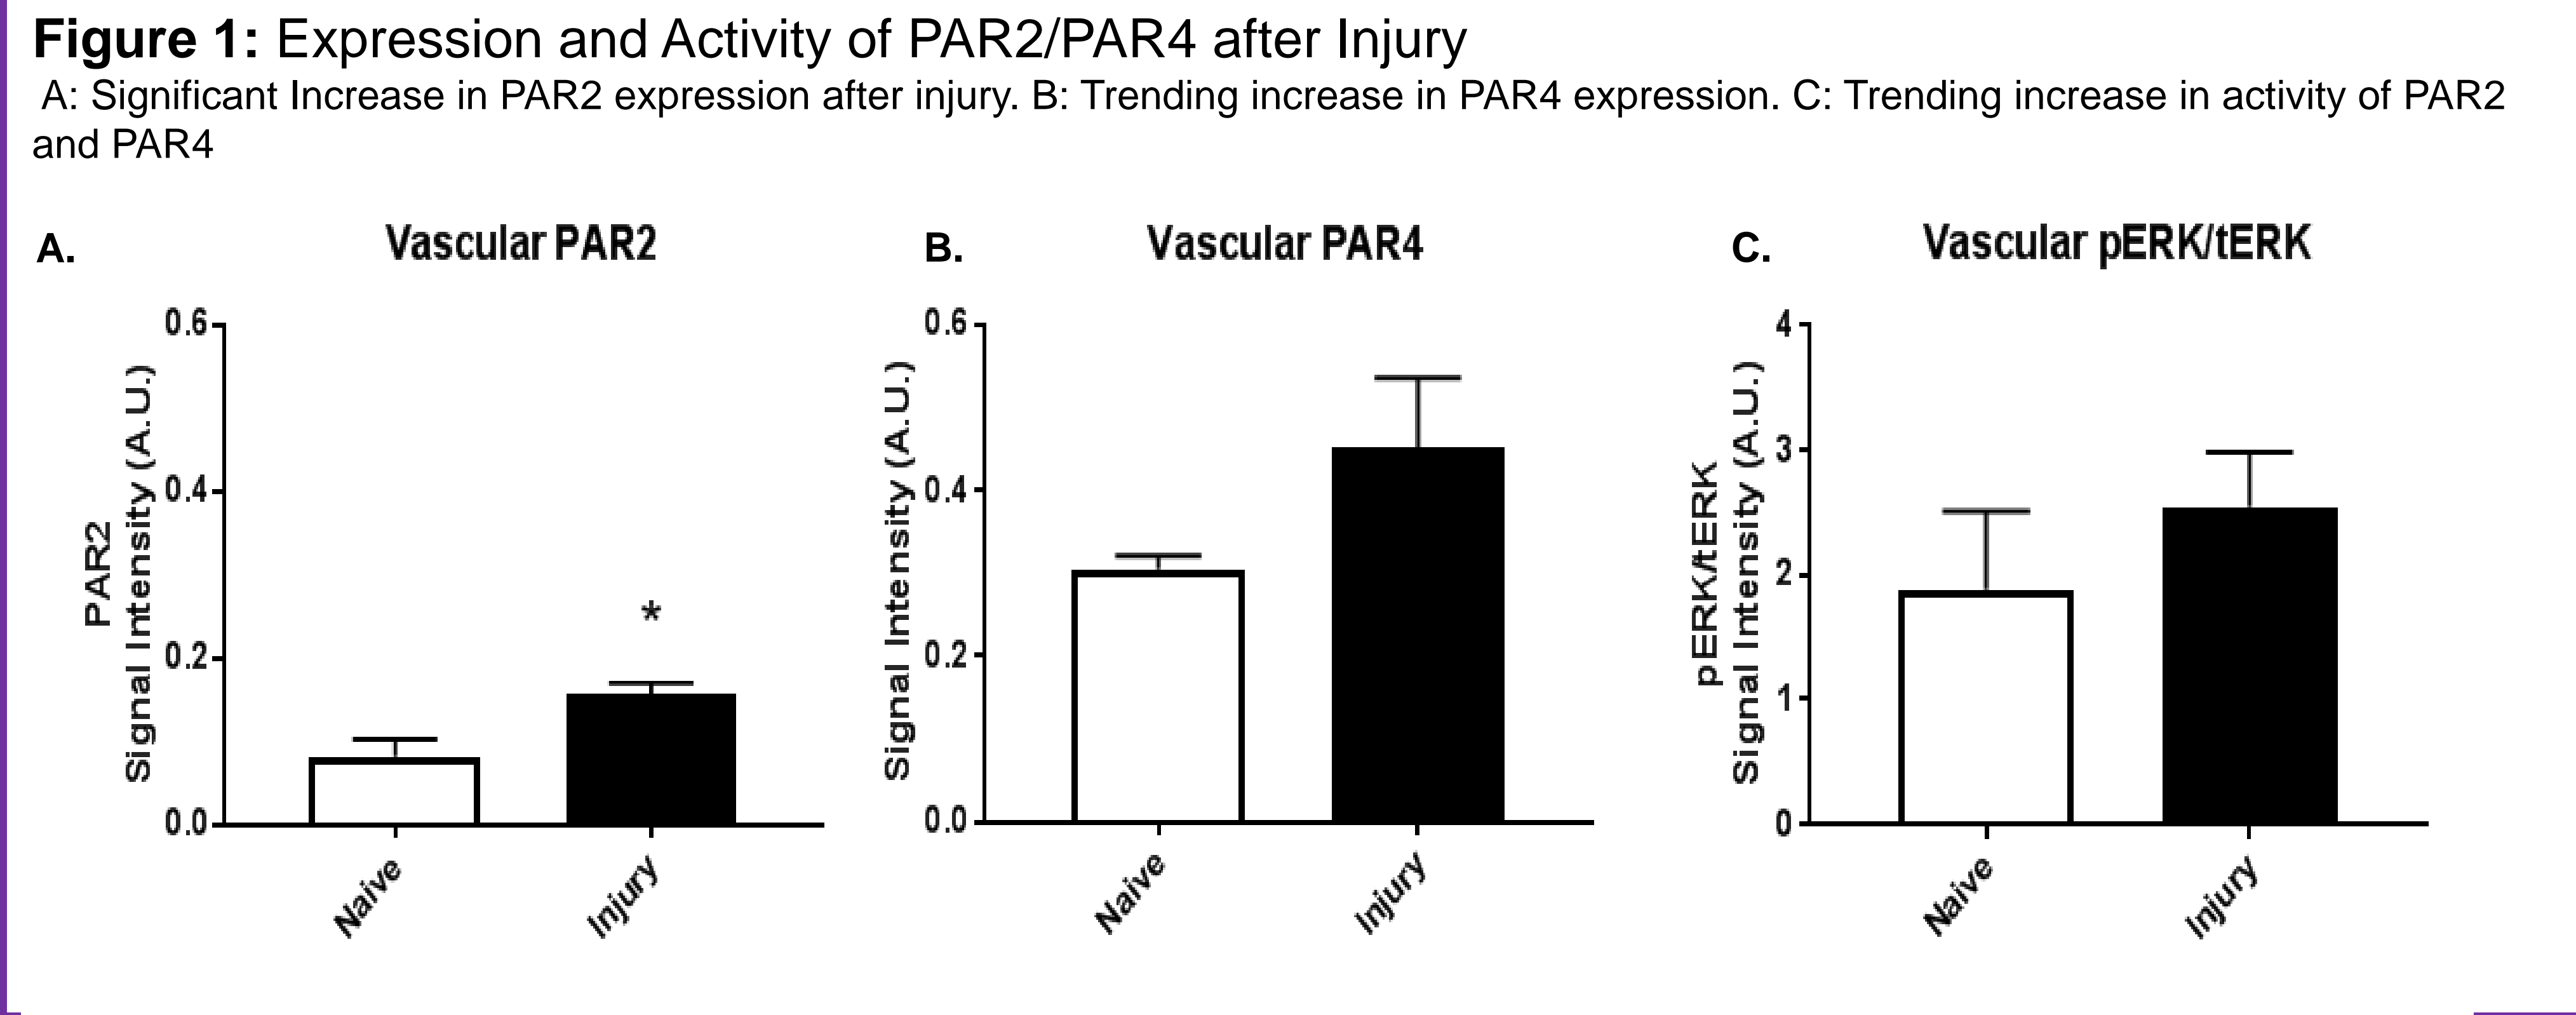 Figure 1: Expression and Activity of PAR2/PAR4 after Injury
A: Significant Increase in PAR2 expression after injury. B: Trending increase in PAR4 expression. C: Trending increase in activity of PAR2
and PAR4
A.
Vascular PAR2
PAR2
Signal Intensity (A.U.)
0.6
0.4
0.2
0.0
*
Naive
Injury
B.
Vascular PAR4
Signal Intensity (A.U.)
0.6
0.4
0.2
0.0
Naive
Injury
C.
Vascular pERK/tERK
pERK/tERK
Signal Intensity (A.U.)
4
3
2
1
0
Naive
Injury